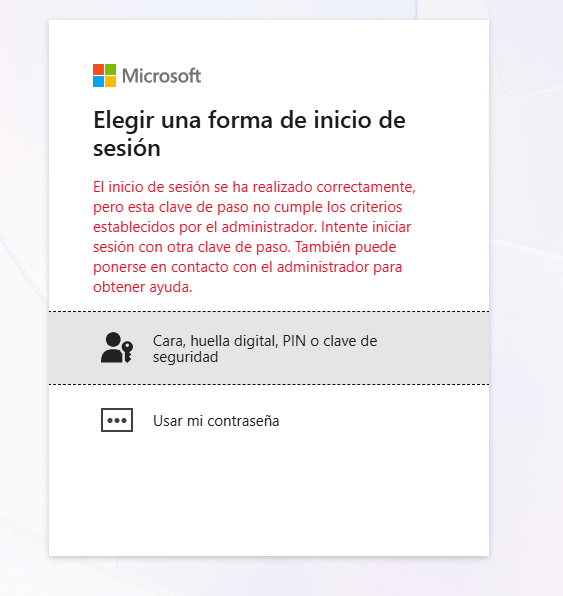 Microsoft
Elegir una forma de inicio de
sesión
El inicio de sesión se ha realizado correctamente,
pero esta clave de paso no cumple los criterios
establecidos por el administrador. Intente iniciar
sesión con otra clave de paso. También puede
ponerse en contacto con el administrador para
obtener ayuda.
Cara, huella digital, PIN o clave de
seguridad
Usar mi contraseña